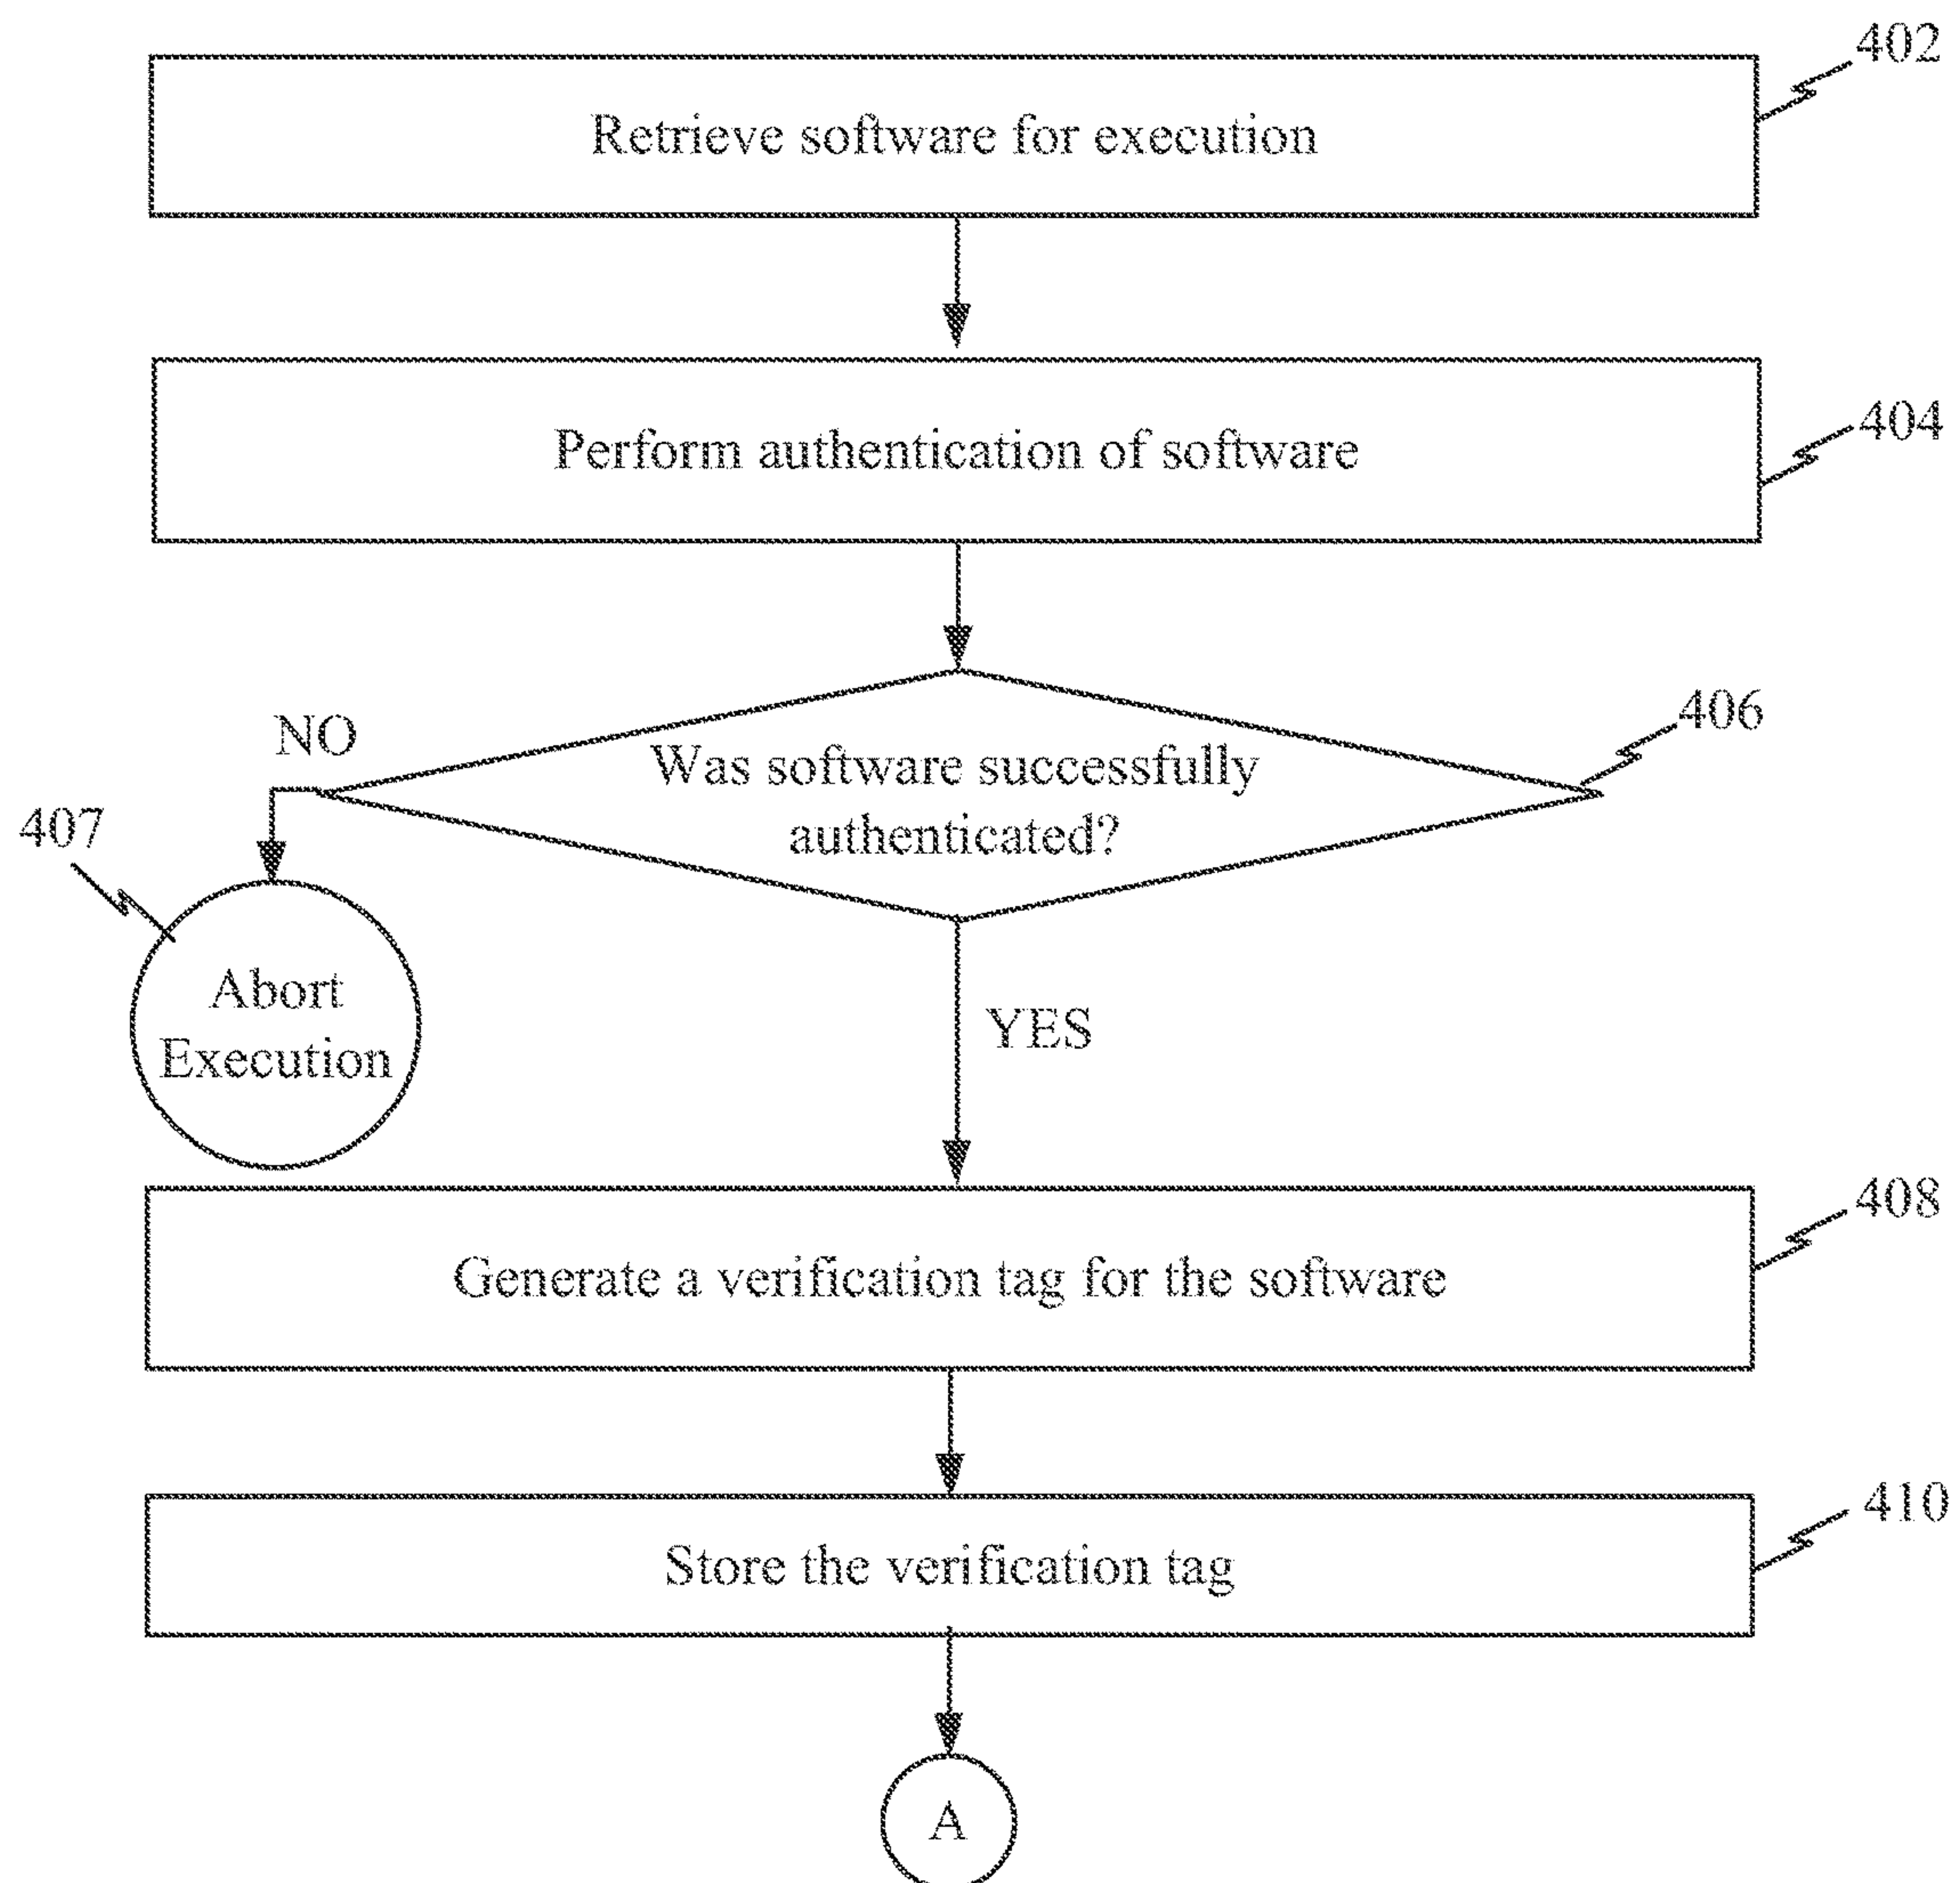 402
Retrieve software for execution
404
Perform authentication of software
406
NO
Was software successfully
authenticated?
407
Abort
Execution
YES
408
Generate a verification tag for the software
410
Store the verification tag
A